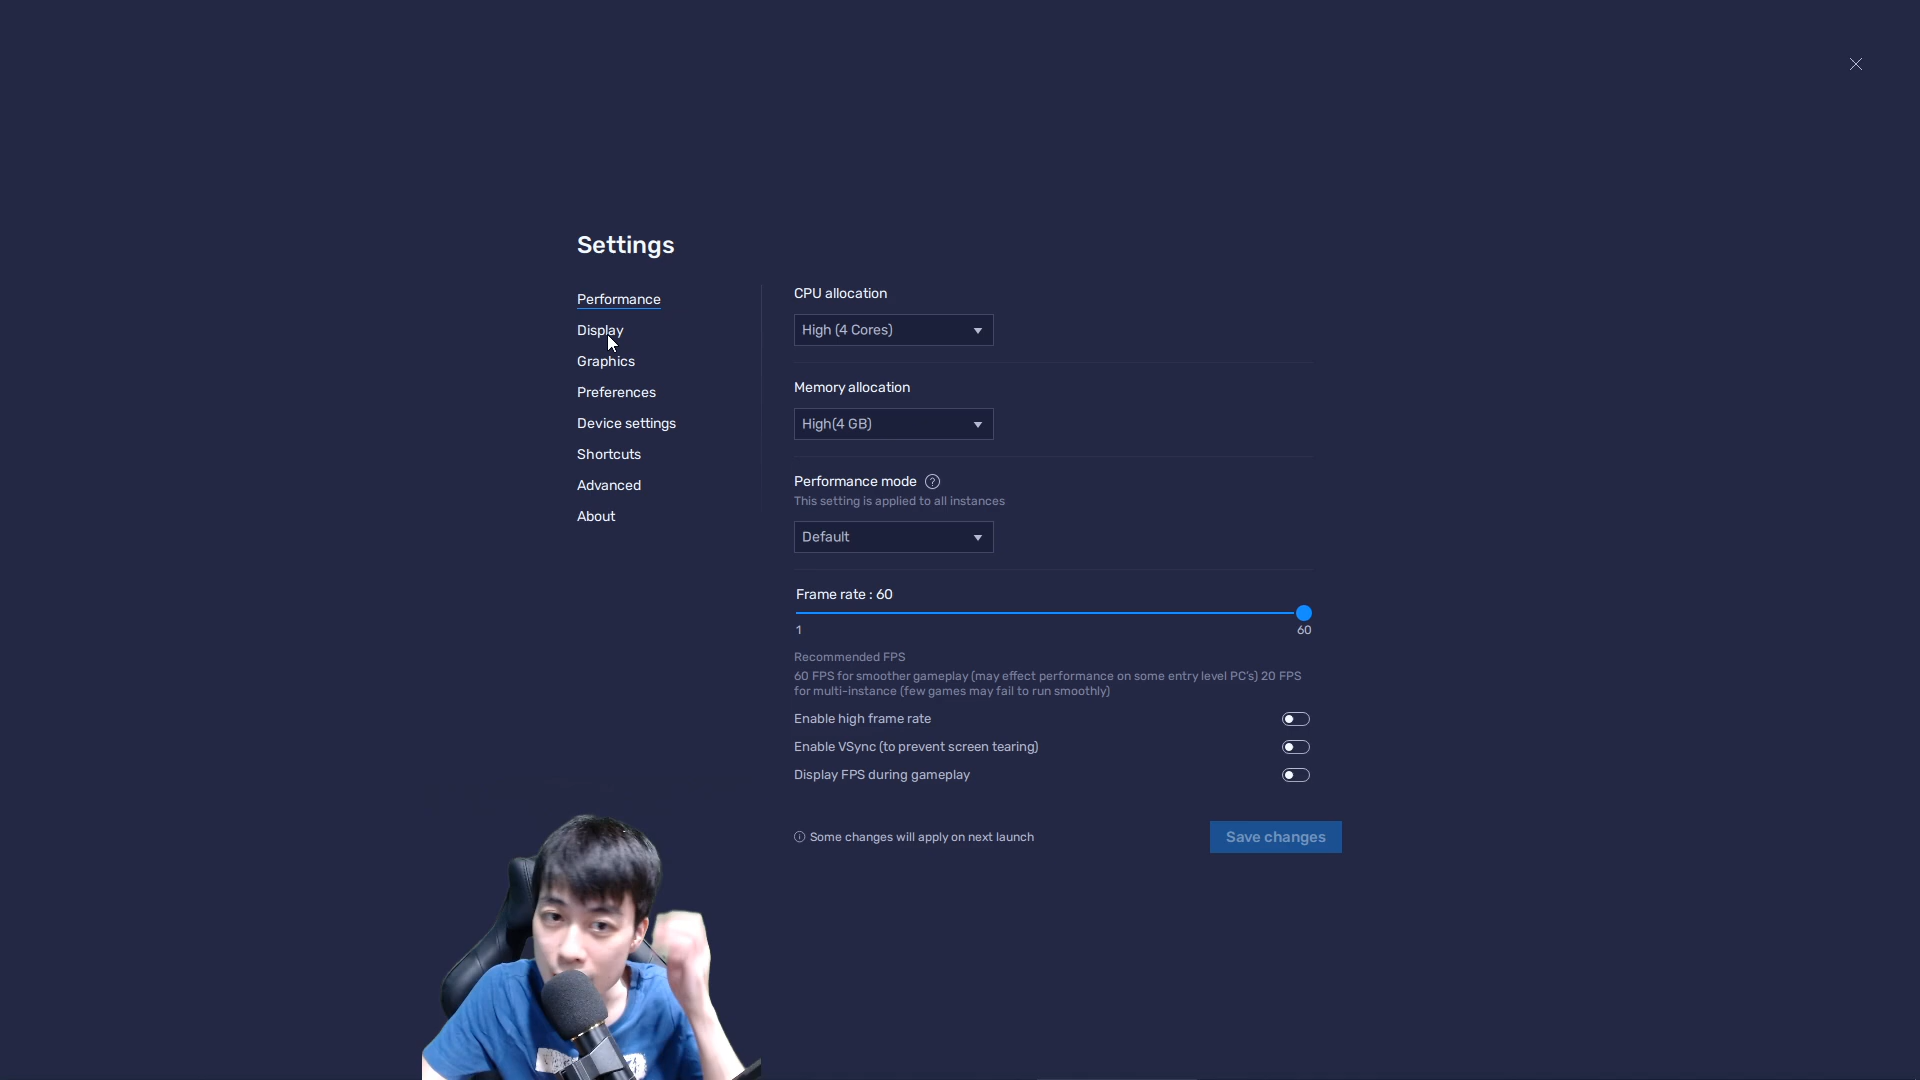 Settings
Performance
Display
Graphics
Preferences
Device settings
Shortcuts
Advanced
About
CPU allocation
High (4 Cores)
Memory allocation
High(4 GB)
Performance mode
This setting is applied to all instances
Default
Frame rate : 60
1
60
Recommended FPS
60 FPS for smoother gameplay (may effect performance on some entry level PC's) 20 FPS
for multi-instance (few games may fail to run smoothly)
Enable high frame rate
Enable VSync (to prevent screen tearing)
Display FPS during gameplay
Some changes will apply on next launch
Save changes